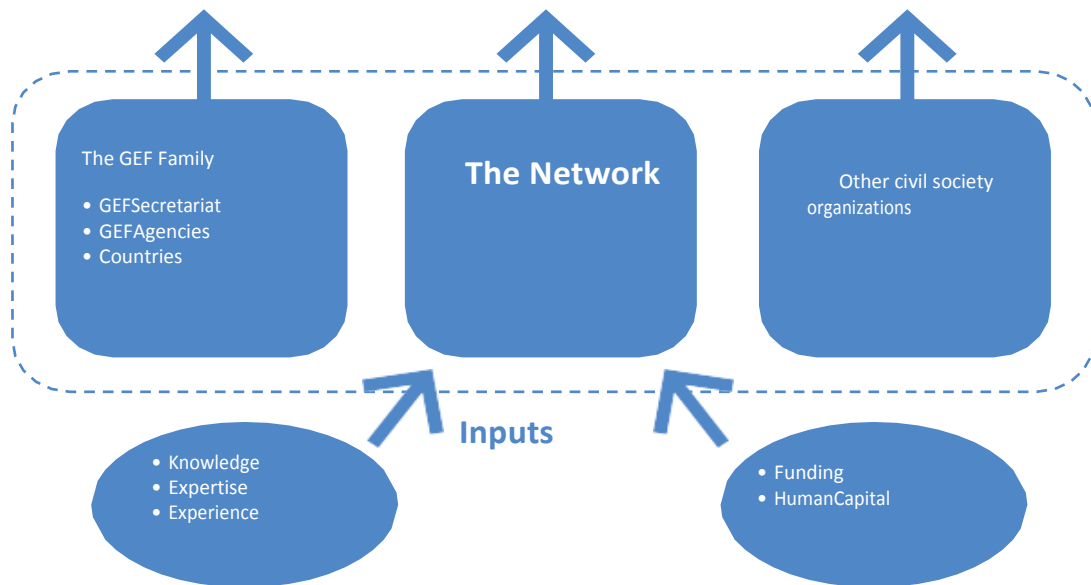 The GEF Family
• GEFSecretariat
• GEFAgencies
• Countries
The Network
Other civil society
organizations
Inputs
• Knowledge
• Expertise
• Experience
• Funding
• HumanCapital